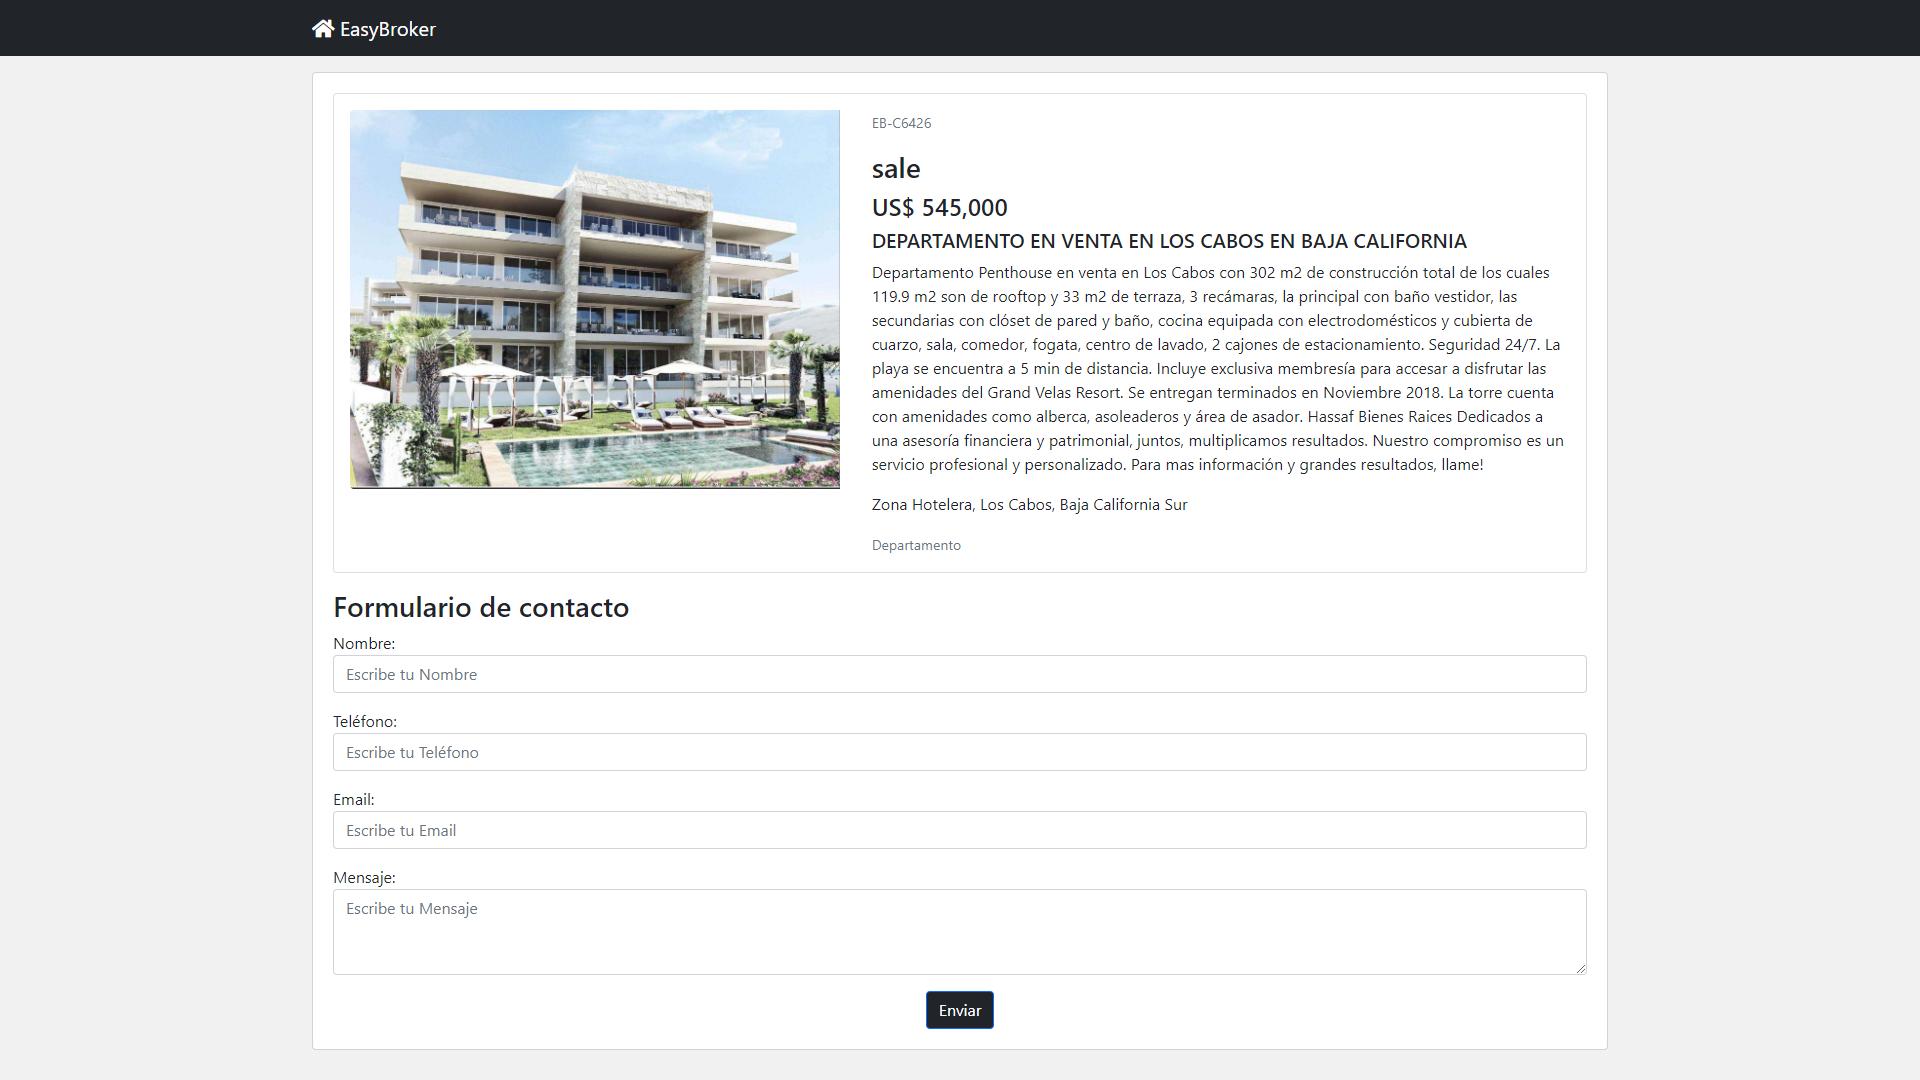 EasyBroker
EB-C6426
sale
US$ 545,000
DEPARTAMENTO EN VENTA EN LOS CABOS EN BAJA CALIFORNIA
Departamento Penthouse en venta en Los Cabos con 302 m2 de construcción total de los cuales
119.9 m2 son de rooftop y 33 m2 de terraza, 3 recámaras, la principal con baño vestidor, las
secundarias con clóset de pared y baño, cocina equipada con electrodomésticos y cubierta de
cuarzo, sala, comedor, fogata, centro de lavado, 2 cajones de estacionamiento. Seguridad 24/7. La
playa se encuentra a 5 min de distancia. Incluye exclusiva membresía para accesar a disfrutar las
amenidades del Grand Velas Resort. Se entregan terminados en Noviembre 2018. La torre cuenta
con amenidades como alberca, asoleaderos y área de asador. Hassaf Bienes Raices Dedicados a
una asesoría financiera y patrimonial, juntos, multiplicamos resultados. Nuestro compromiso es un
servicio profesional y personalizado. Para mas información y grandes resultados, llame!
Zona Hotelera, Los Cabos, Baja California Sur
Departamento
Formulario de contacto
Nombre:
Escribe tu Nombre
Teléfono:
Escribe tu Teléfono
Email:
Escribe tu Email
Mensaje:
Escribe tu Mensaje
Enviar